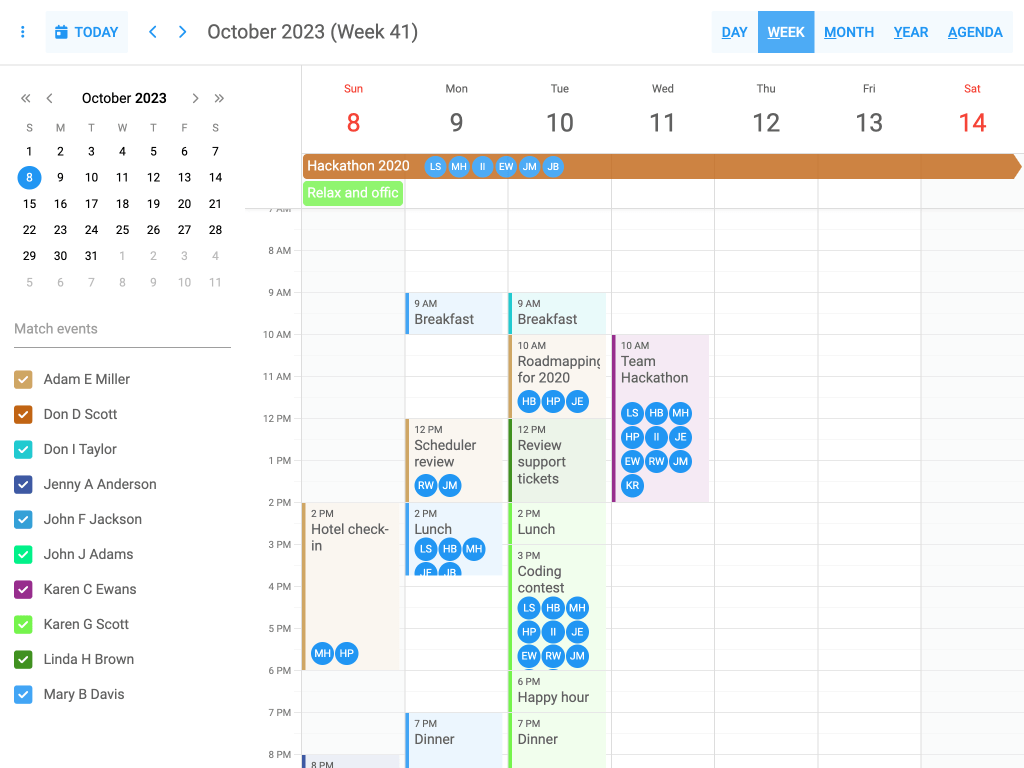 TODAY
October 2023 (Week 41)
DAY WEEK MONTH YEAR AGENDA
October 2023
S M T W T F S
1 2 3 4 5 6 7
8 9 10 11 12 13 14
15 16 17 18 19 20 21
22 23 24 25 26 27 28
29 30 31 1 2 3 4
5 6 7 8 9 10 11
Match events
Adam E Miller
Don D Scott
Don I Taylor
Jenny A Anderson
John F Jackson
John J Adams
Karen C Ewans
Karen G Scott
Linda H Brown
Mary B Davis
Sun Mon Tue Wed Thu Fri Sat
8 9 10 11 12 13 14
Hackathon 2020 LS MH II EW JM JB
Relax and offic
7 AM
8 AM
9 AM
10 AM
11 AM
12 PM
1 PM
2 PM
3 PM
4 PM
5 PM
6 PM
7 PM
8 PM
2 PM
Hotel check-
in
MH HP
8 PM
9 AM
Breakfast
12 PM
Scheduler
review
RW JM
2 PM
Lunch
LS HB MH
JE JB
7 PM
Dinner
9 AM
Breakfast
10 AM
Roadmapping
for 2020
HB HP JE
12 PM
Review
support
tickets
2 PM
Lunch
3 PM
Coding
contest
LS HB MH
HP II JE
EW RW JM
6 PM
Happy hour
7 PM
Dinner
10 AM
Team
Hackathon
LS HB MH
HP II JE
EW RW JM
KR